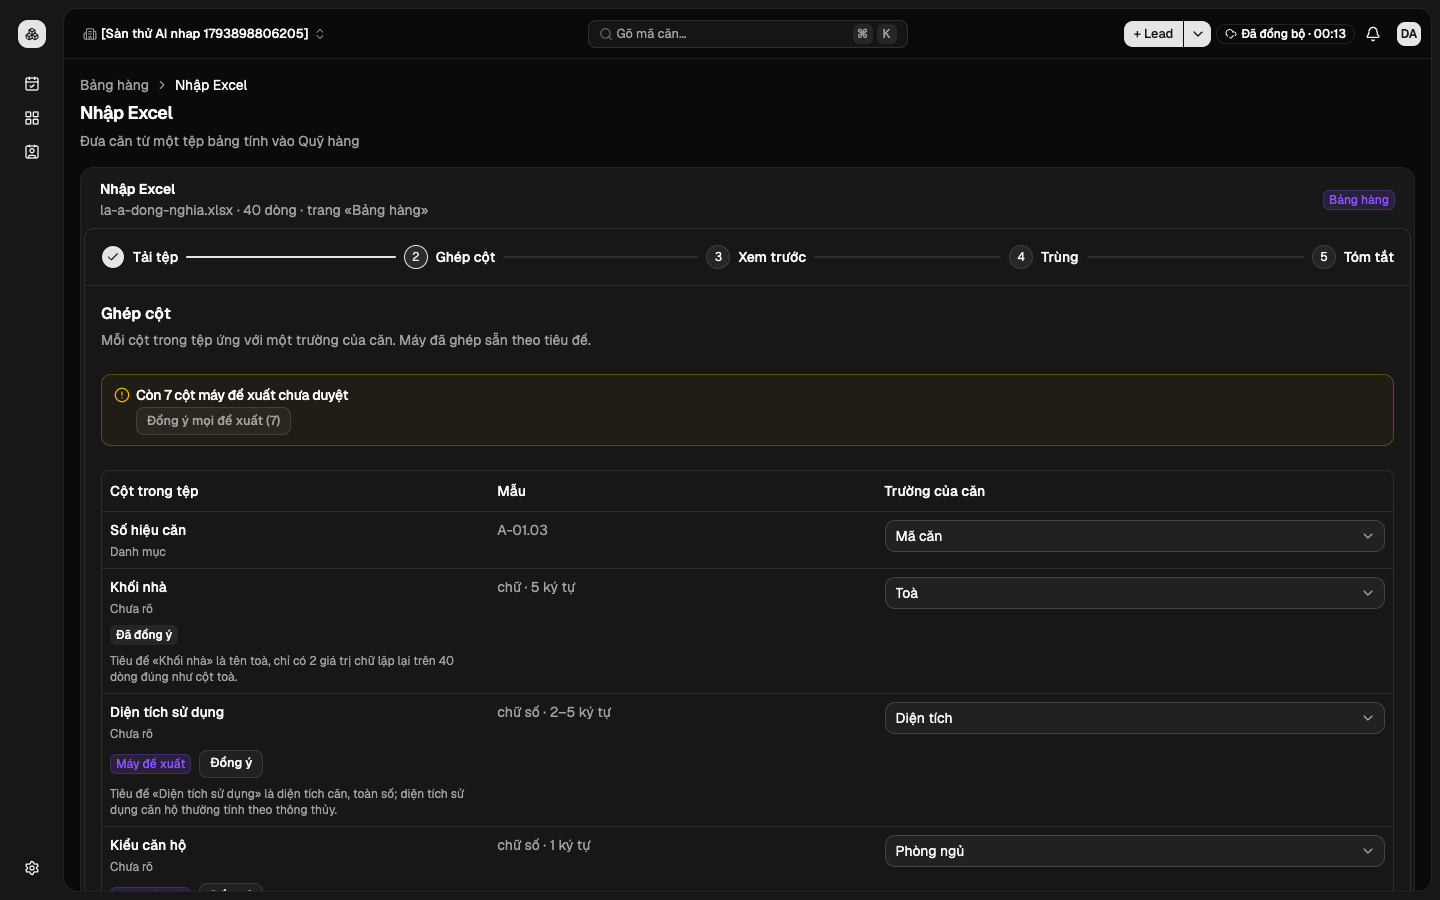 [Sàn thử AI nhap 1793898806205]
Gõ mã căn...
⌘ K
+ Lead
Đã đồng bộ · 00:13
DA
Bảng hàng > Nhập Excel
Nhập Excel
Đưa căn từ một tệp bảng tính vào Quỹ hàng
Nhập Excel
la-a-dong-nghia.xlsx · 40 dòng · trang «Bảng hàng»
Bảng hàng
Tải tệp
2 Ghép cột
3 Xem trước
4 Trùng
5 Tóm tắt
Ghép cột
Mỗi cột trong tệp ứng với một trường của căn. Máy đã ghép sẵn theo tiêu đề.
Còn 7 cột máy đề xuất chưa duyệt
Đồng ý mọi đề xuất (7)
Cột trong tệp
Mẫu
Trường của căn
Số hiệu căn
Danh mục
A-01.03
Mã căn
Khối nhà
Chưa rõ
Đã đồng ý
Tiêu đề «Khối nhà» là tên toà, chỉ có 2 giá trị chữ lặp lại trên 40
dòng đúng như cột toà.
chữ · 5 ký tự
Toà
Diện tích sử dụng
Chưa rõ
Máy đề xuất
Đồng ý
Tiêu đề «Diện tích sử dụng» là diện tích căn, toàn số; diện tích sử
dụng căn hộ thường tính theo thông thủy.
chữ số · 2–5 ký tự
Diện tích
Kiểu căn hộ
Chưa rõ
chữ số · 1 ký tự
Phòng ngủ